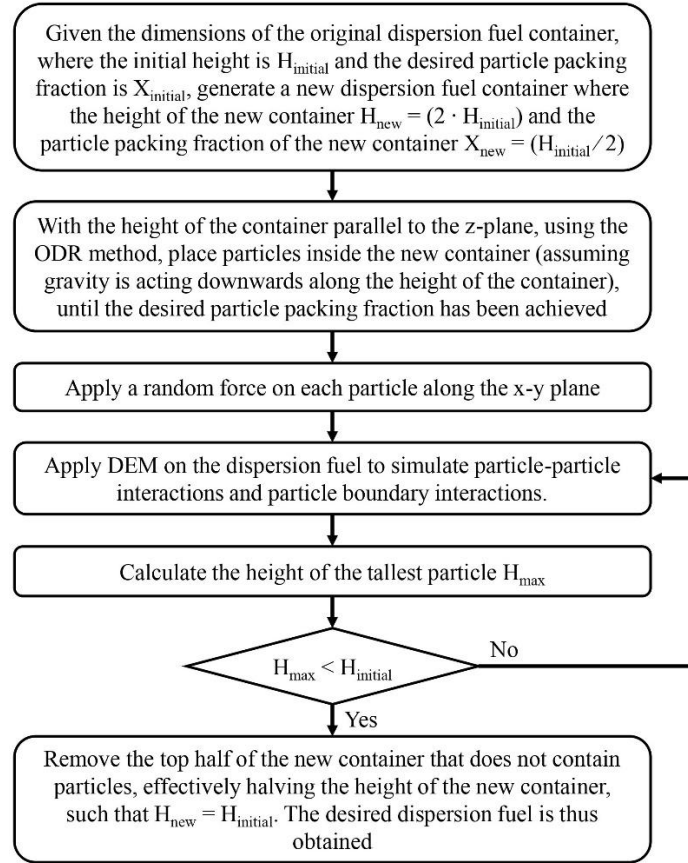 Given the dimensions of the original dispersion fuel container,
where the initial height is H_initial and the desired particle packing
fraction is X_initial, generate a new dispersion fuel container where
the height of the new container H_new = (2 · H_initial) and the
particle packing fraction of the new container X_new = (H_initial/2)
With the height of the container parallel to the z-plane, using the
ODR method, place particles inside the new container (assuming
gravity is acting downwards along the height of the container),
until the desired particle packing fraction has been achieved
Apply a random force on each particle along the x-y plane
Apply DEM on the dispersion fuel to simulate particle-particle
interactions and particle boundary interactions.
Calculate the height of the tallest particle H_max
H_max < H_initial
No
Yes
Remove the top half of the new container that does not contain
particles, effectively halving the height of the new container,
such that H_new = H_initial. The desired dispersion fuel is thus
obtained